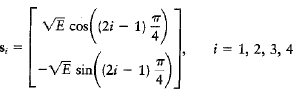 s_i = [ √E cos((2i − 1) π/4)
−√E sin((2i − 1) π/4) ], i = 1, 2, 3, 4